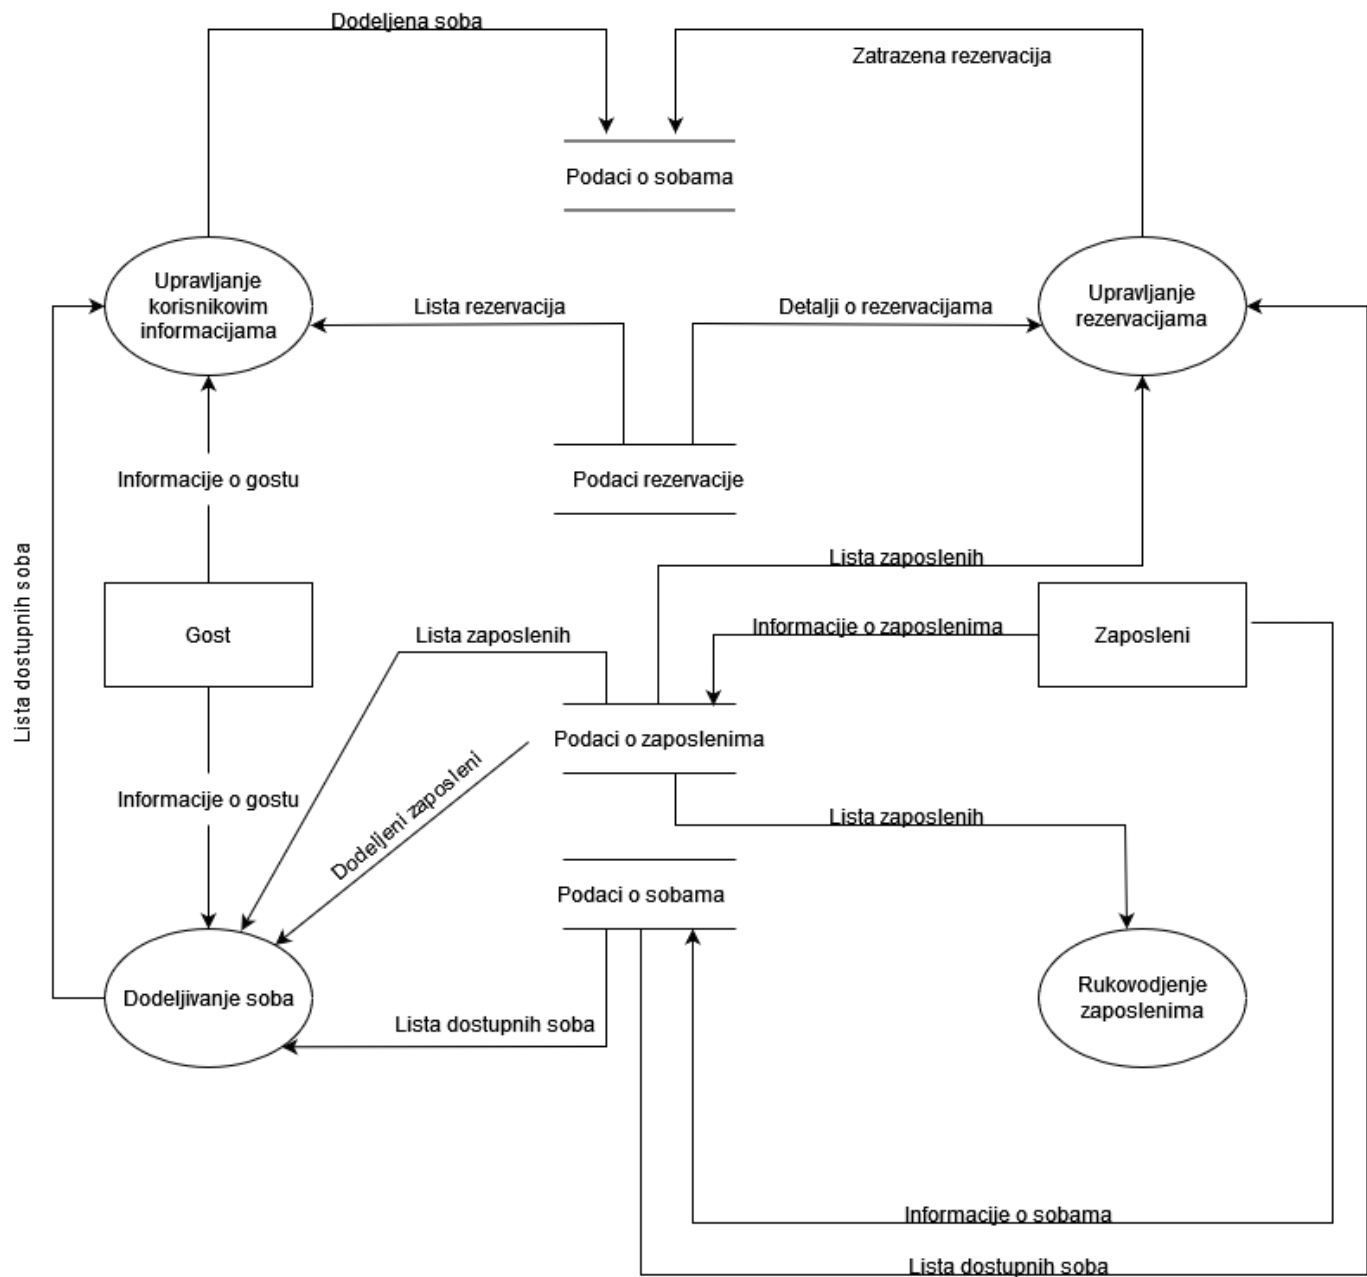 Dodeljena soba
Zatrazena rezervacija
Podaci o sobama
Upravljanje
korisnikovim
informacijama
Lista rezervacija
Detalji o rezervacijama
Upravljanje
rezervacijama
Informacije o gostu
Podaci rezervacije
Lista dostupnih soba
Lista zaposlenih
Gost
Lista zaposlenih
Informacije o zaposlenima
Zaposleni
Podaci o zaposlenima
Informacije o gostu
Dodeljeni zaposleni
Lista zaposlenih
Podaci o sobama
Dodeljivanje soba
Lista dostupnih soba
Rukovodjenje
zaposlenima
Informacije o sobama
Lista dostupnih soba